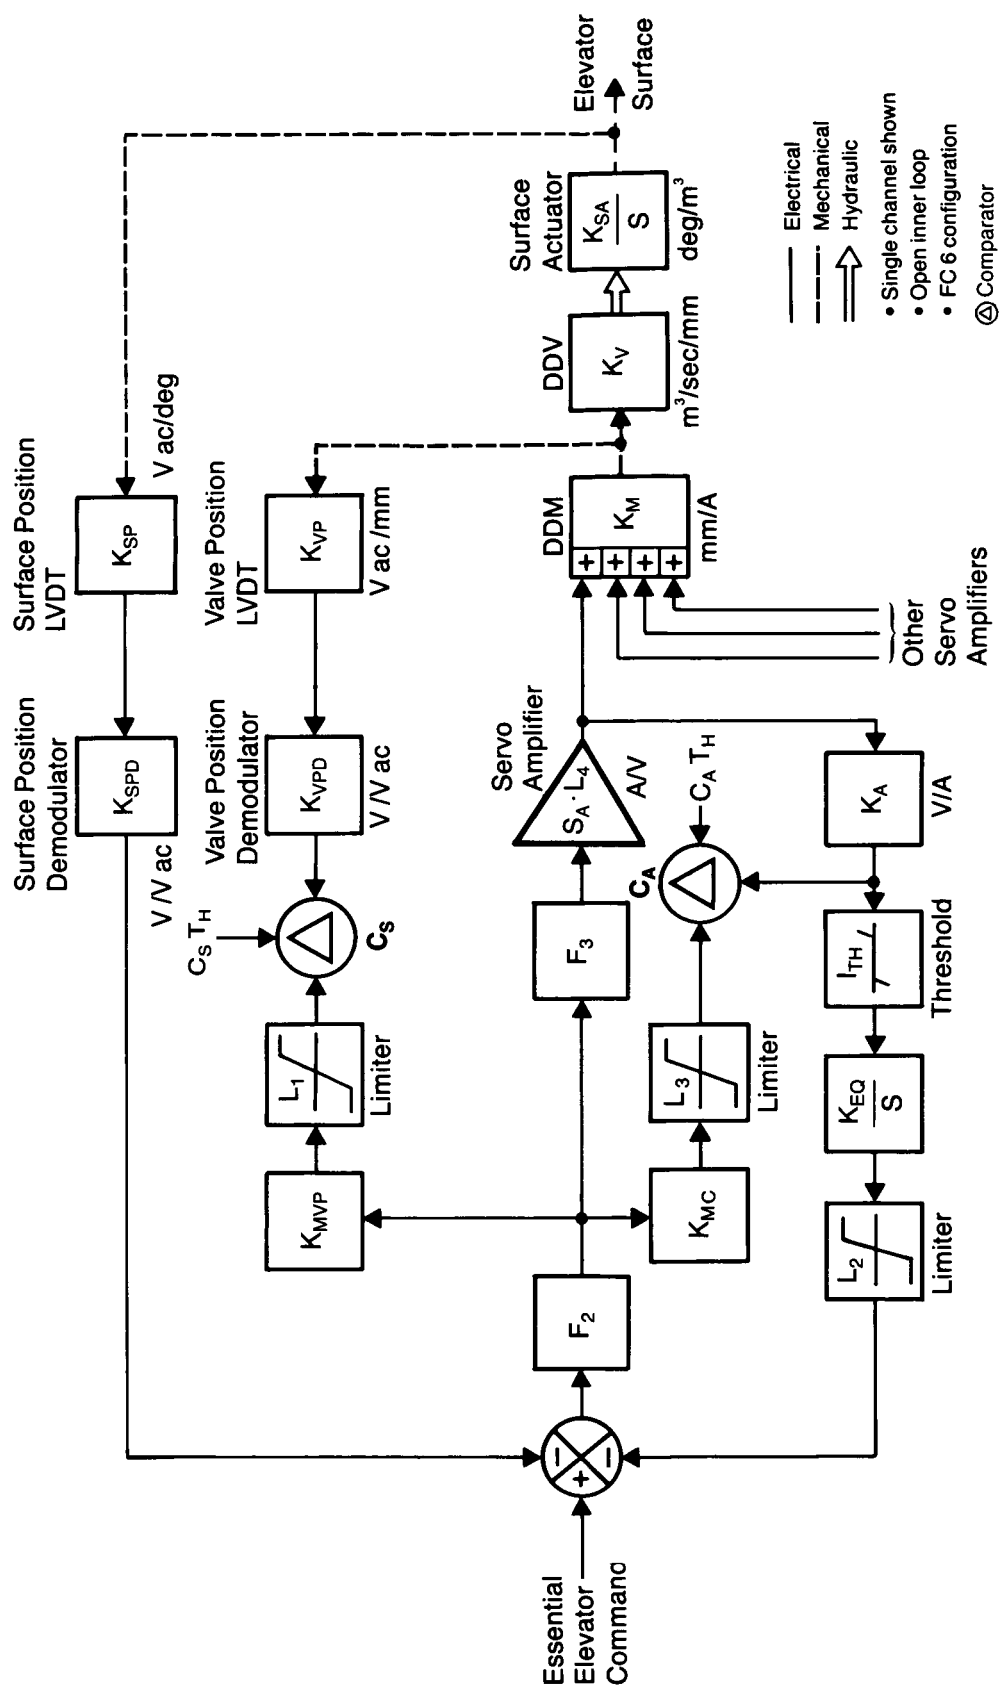 Surface Position
Demodulator
K_SPD
V/V ac
Surface Position
LVDT
K_SP
V ac/deg
C_S T_H
Valve Position
Demodulator
K_VPD
V/V ac
Valve Position
LVDT
K_VP
V ac/mm
K_MVP
L_1
Limiter
C_S
Essential
Elevator
Command
+
−
−
F_2
F_3
Servo
Amplifier
S_A · L_4
A/V
DDM
+
+
+
+
K_M
mm/A
DDV
K_V
m³/sec/mm
Surface
Actuator
K_SA
S
deg/m³
Elevator
Surface
K_MC
L_3
Limiter
C_A
C_A T_H
Other
Servo
Amplifiers
L_2
Limiter
K_EQ
S
I_TH
Threshold
K_A
V/A
Electrical
Mechanical
Hydraulic
• Single channel shown
• Open inner loop
• FC 6 configuration
Comparator